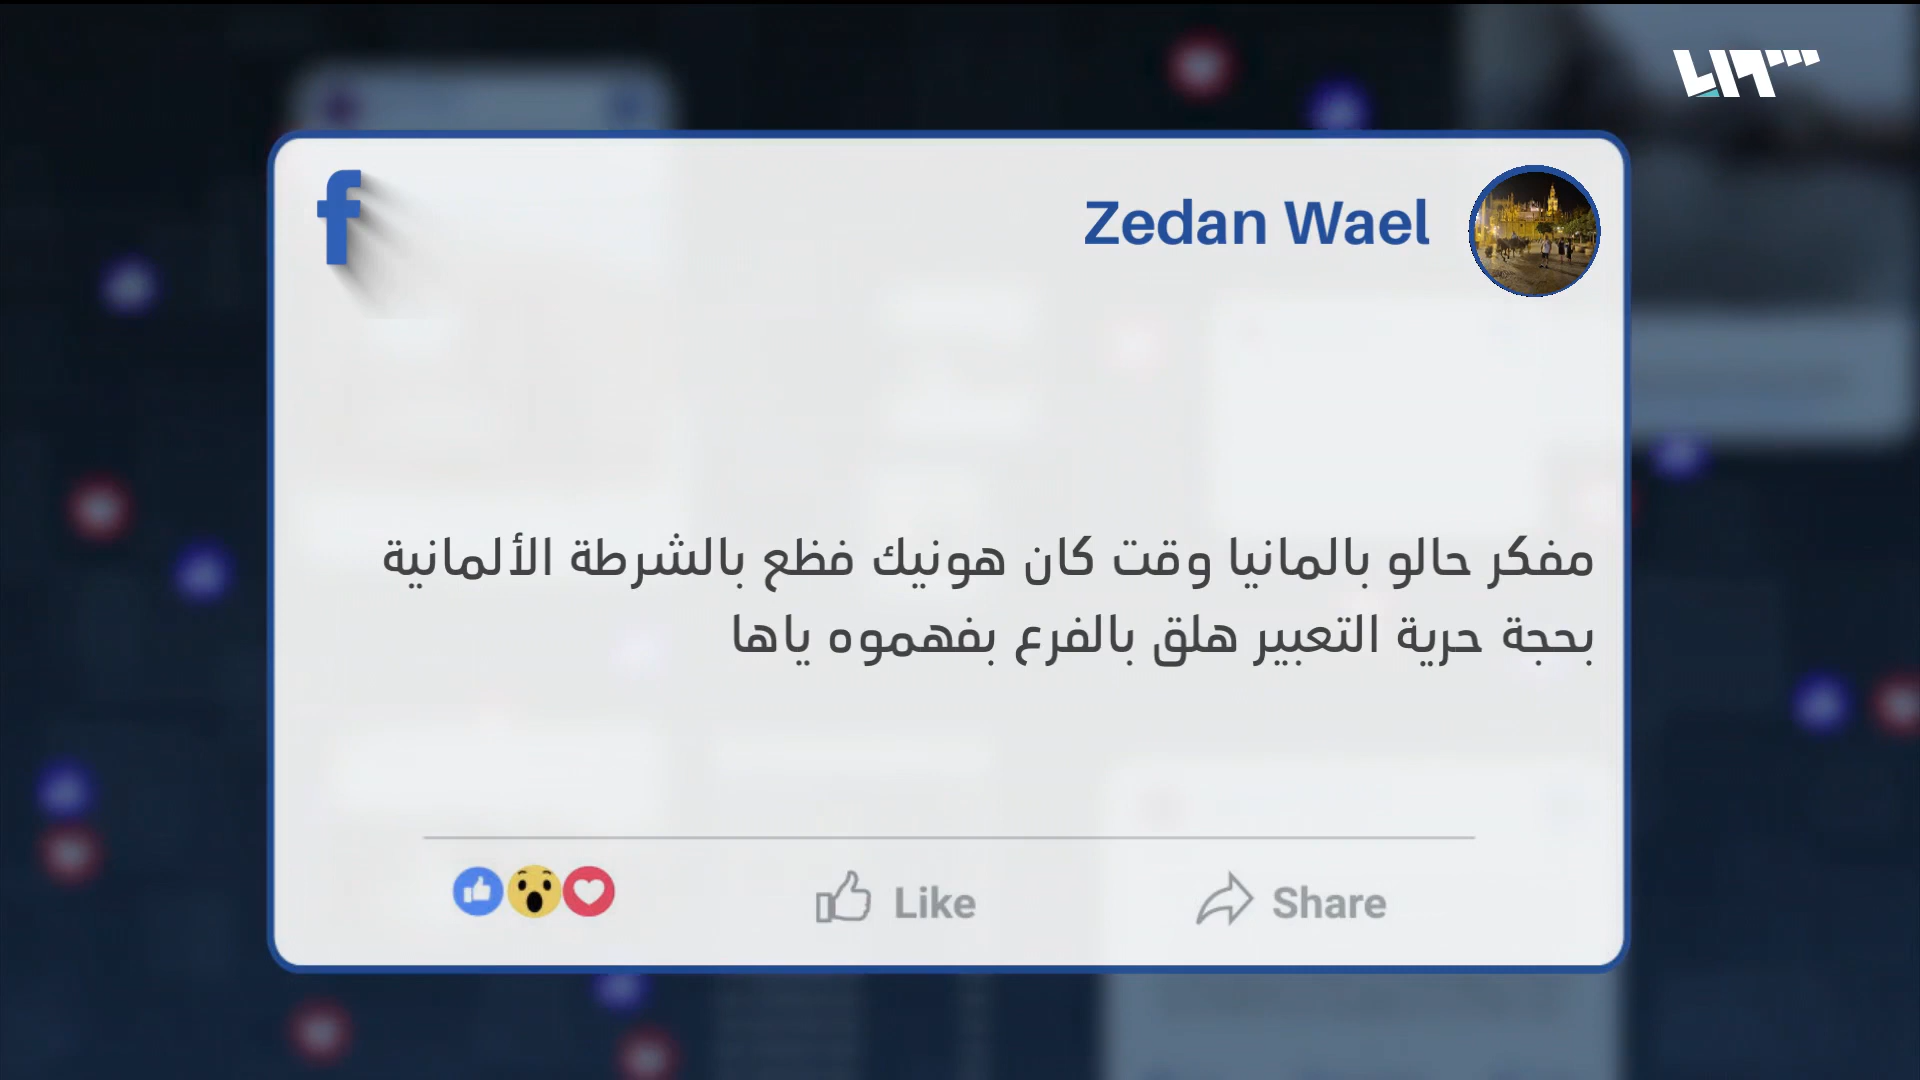 Zedan Wael
مفكر حالو بالمانيا وقت كان هونيك فظع بالشرطة الألمانية
بحجة حرية التعبير هلق بالفرع بفهموه ياها
Like
Share